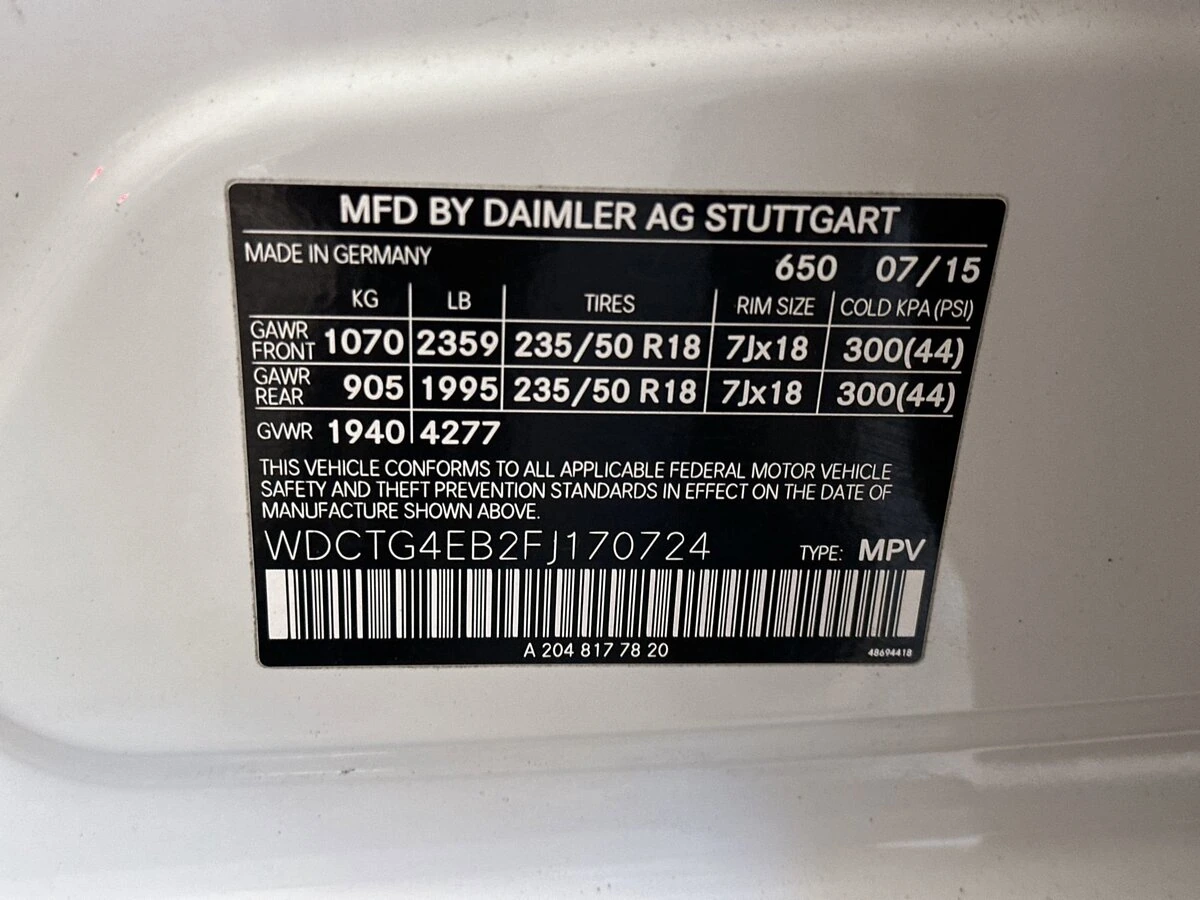 MFD BY DAIMLER AG STUTTGART
MADE IN GERMANY 650 07/15
KG LB TIRES RIM SIZE COLD KPA (PSI)
GAWR FRONT 1070 2359 235/50 R18 7Jx18 300(44)
GAWR REAR 905 1995 235/50 R18 7Jx18 300(44)
GVWR 1940 4277
THIS VEHICLE CONFORMS TO ALL APPLICABLE FEDERAL MOTOR VEHICLE
SAFETY AND THEFT PREVENTION STANDARDS IN EFFECT ON THE DATE OF
MANUFACTURE SHOWN ABOVE.
WDCTG4EB2FJ170724 TYPE: MPV
A 204 817 78 20 48694418